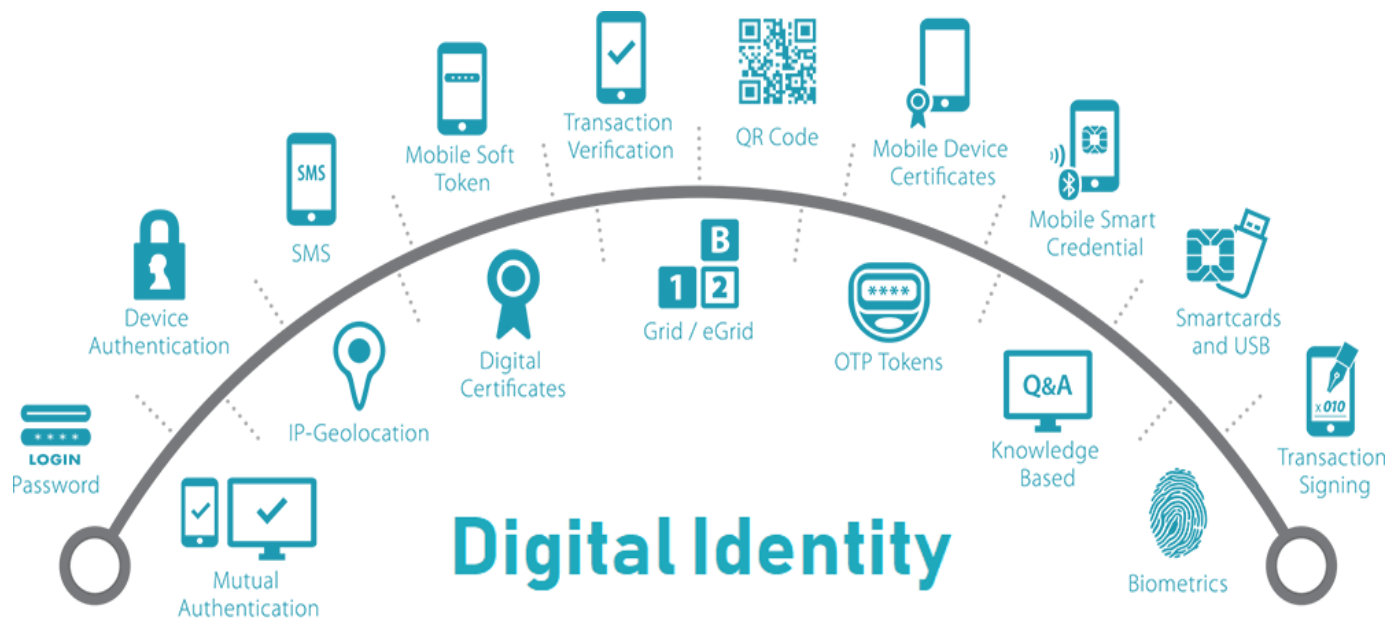 LOGIN
Password
Device
Authentication
SMS
SMS
Mobile Soft
Token
Transaction
Verification
QR Code
Mobile Device
Certificates
Mobile Smart
Credential
Smartcards
and USB
x010
Transaction
Signing
Mutual
Authentication
IP-Geolocation
Digital
Certificates
B
1 2
Grid / eGrid
****
OTP Tokens
Q&A
Knowledge
Based
Biometrics
Digital Identity